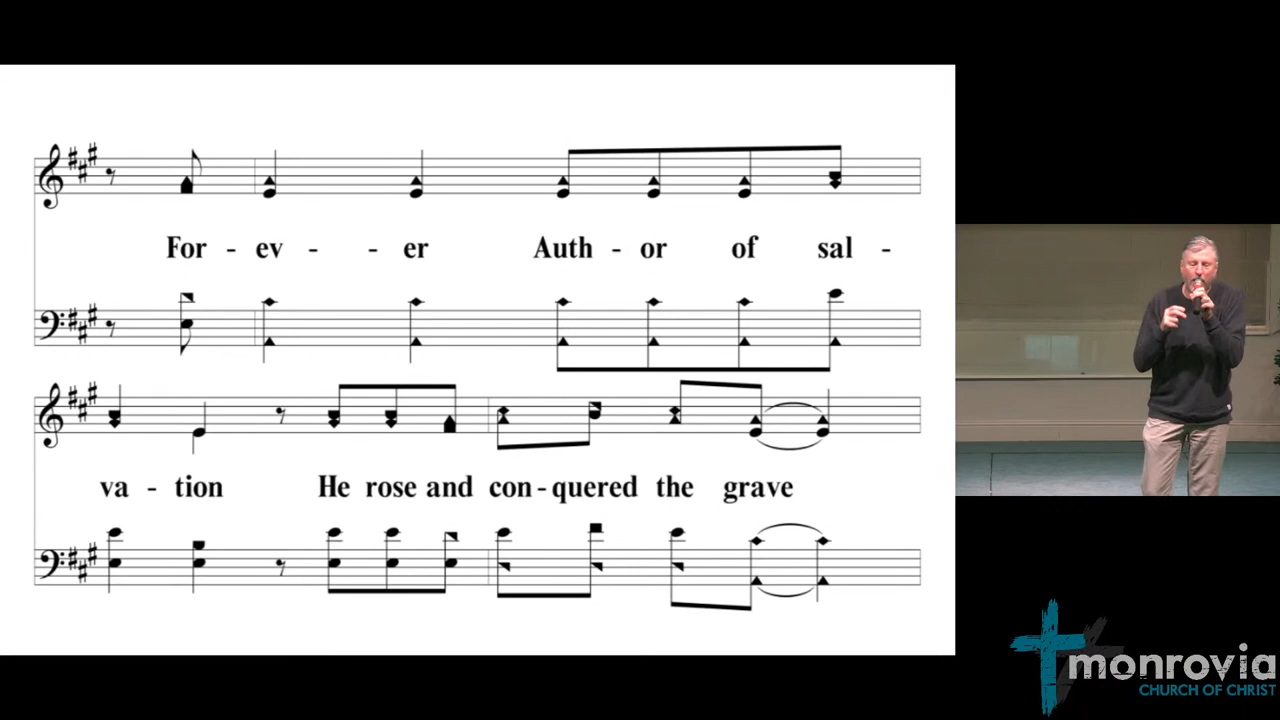 For - ev - - er Auth - or of sal -
va - tion He rose and con - quered the grave
monrovia
CHURCH OF CHRIST